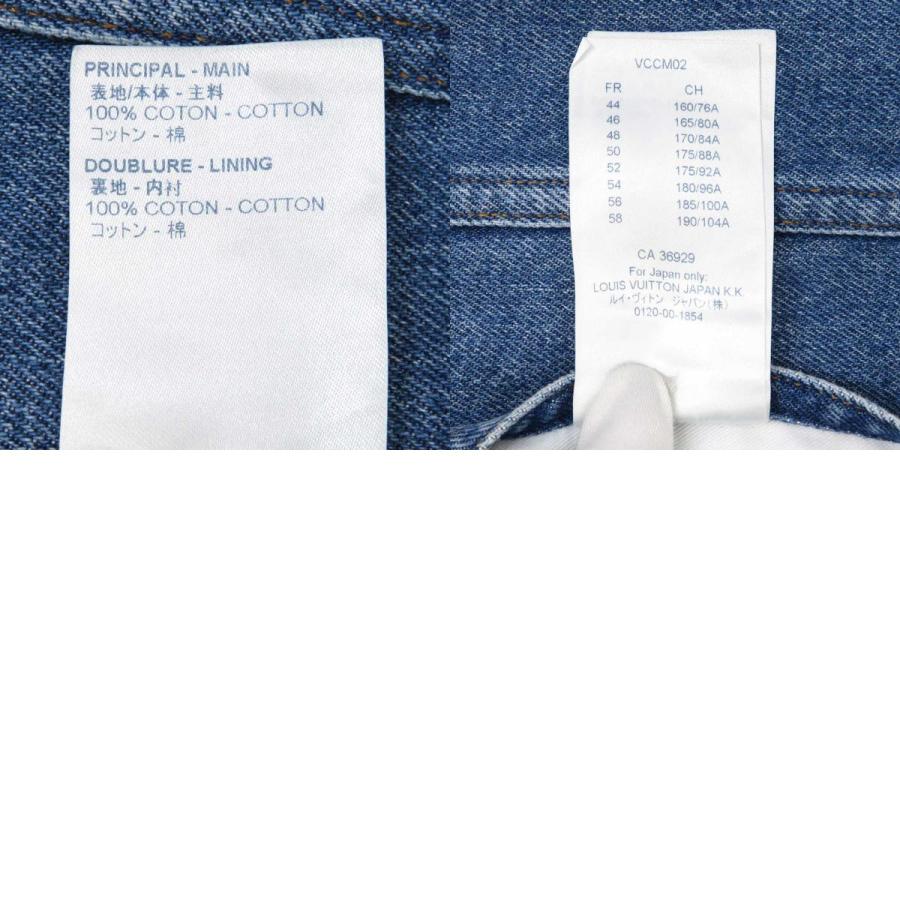 PRINCIPAL - MAIN
表地/本体 - 主料
100% COTON - COTTON
コットン - 棉
DOUBLURE - LINING
裏地 - 内衬
100% COTON - COTTON
コットン - 棉
VCCM02
FR CH
44 160/76A
46 165/80A
48 170/84A
50 175/88A
52 175/92A
54 180/96A
56 185/100A
58 190/104A
CA 36929
For Japan only:
LOUIS VUITTON JAPAN K.K.
ルイ・ヴィトン ジャパン(株)
0120-00-1854